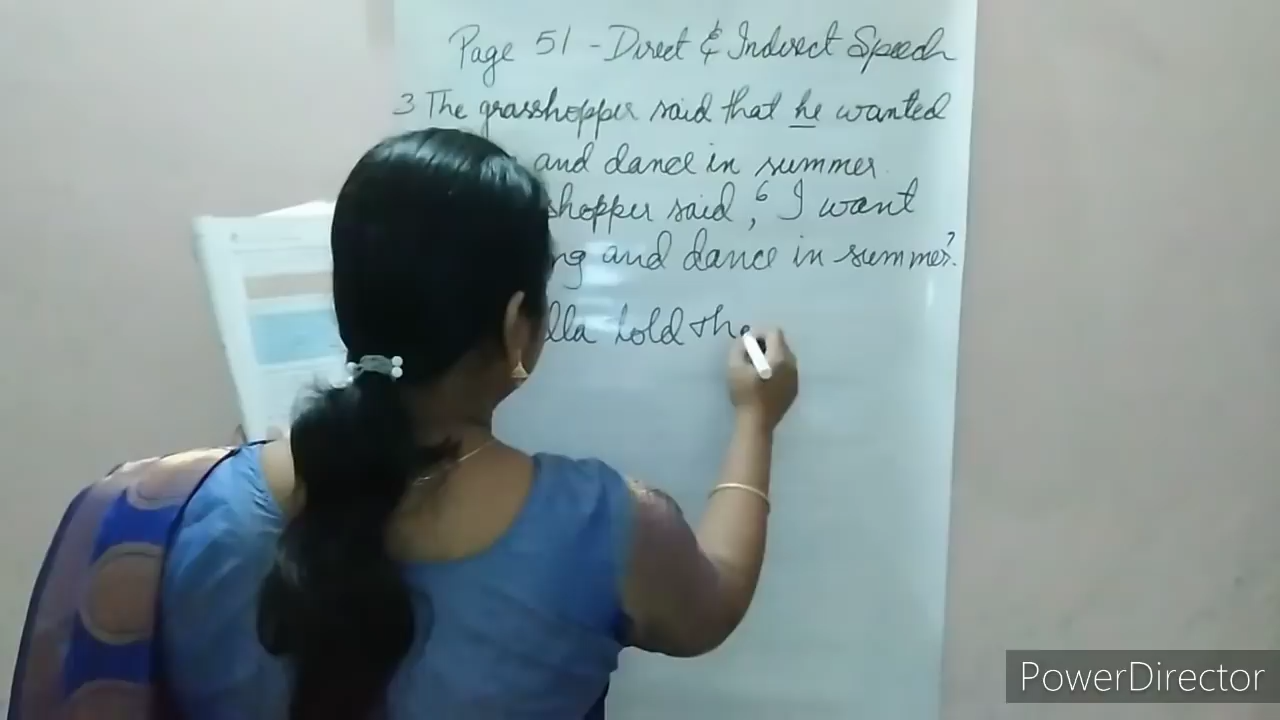 Page 51 - Direct & Indirect Speech
3 The grasshopper said that he wanted
and dance in summer.
shopper said, ‘I want
ng and dance in summer’.
lla told the
PowerDirector